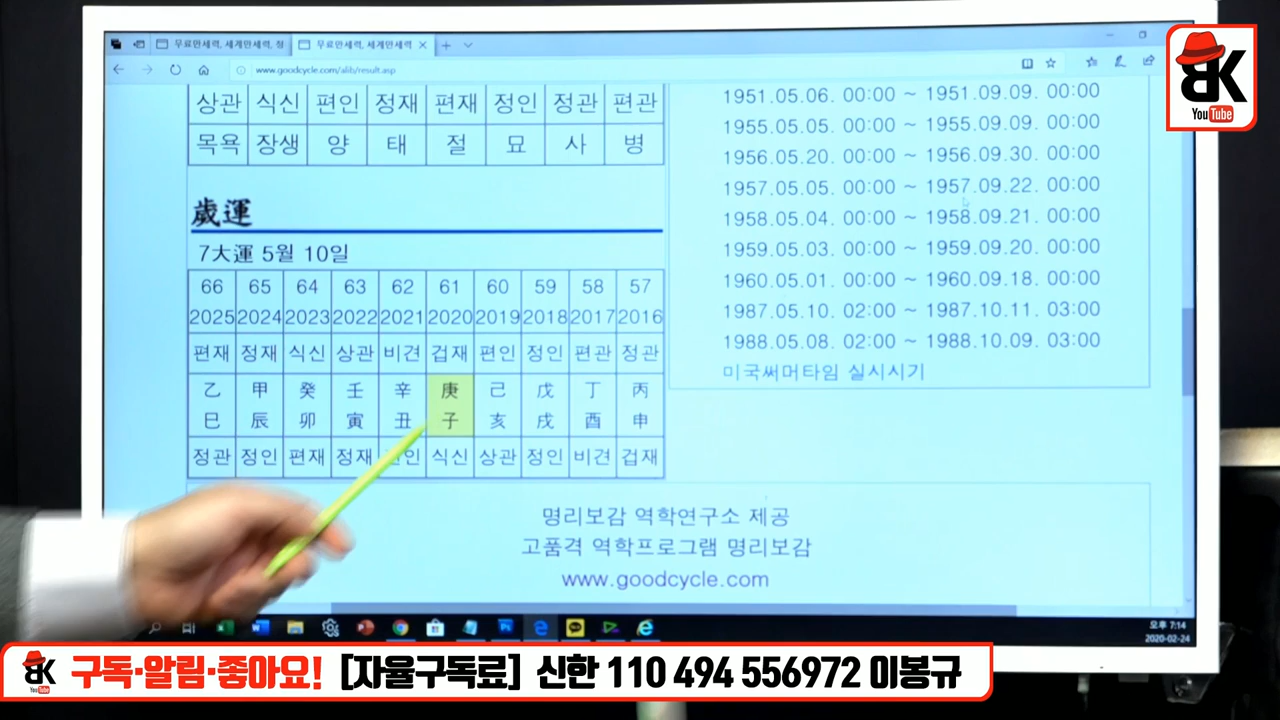 무료만세력, 세계만세력, 정
무료만세력, 세계만세력
www.goodcycle.com/alib/result.asp
BK
YouTube
상관 식신 편인 정재 편재 정인 정관 편관
목욕 장생 양 태 절 묘 사 병
歲運
7大運 5월 10일
66 65 64 63 62 61 60 59 58 57
2025 2024 2023 2022 2021 2020 2019 2018 2017 2016
편재 정재 식신 상관 비견 겁재 편인 정인 편관 정관
乙 甲 癸 壬 辛 庚 己 戊 丁 丙
巳 辰 卯 寅 丑 子 亥 戌 酉 申
정관 정인 편재 정재 편인 식신 상관 정인 비견 겁재
1951.05.06. 00:00 ~ 1951.09.09. 00:00
1955.05.05. 00:00 ~ 1955.09.09. 00:00
1956.05.20. 00:00 ~ 1956.09.30. 00:00
1957.05.05. 00:00 ~ 1957.09.22. 00:00
1958.05.04. 00:00 ~ 1958.09.21. 00:00
1959.05.03. 00:00 ~ 1959.09.20. 00:00
1960.05.01. 00:00 ~ 1960.09.18. 00:00
1987.05.10. 02:00 ~ 1987.10.11. 03:00
1988.05.08. 02:00 ~ 1988.10.09. 03:00
미국써머타임 실시시기
명리보감 역학연구소 제공
고품격 역학프로그램 명리보감
www.goodcycle.com
오후 7:14
2020-02-24
BK
YouTube
구독·알림·좋아요! [자율구독료] 신한 110 494 556972 이봉규